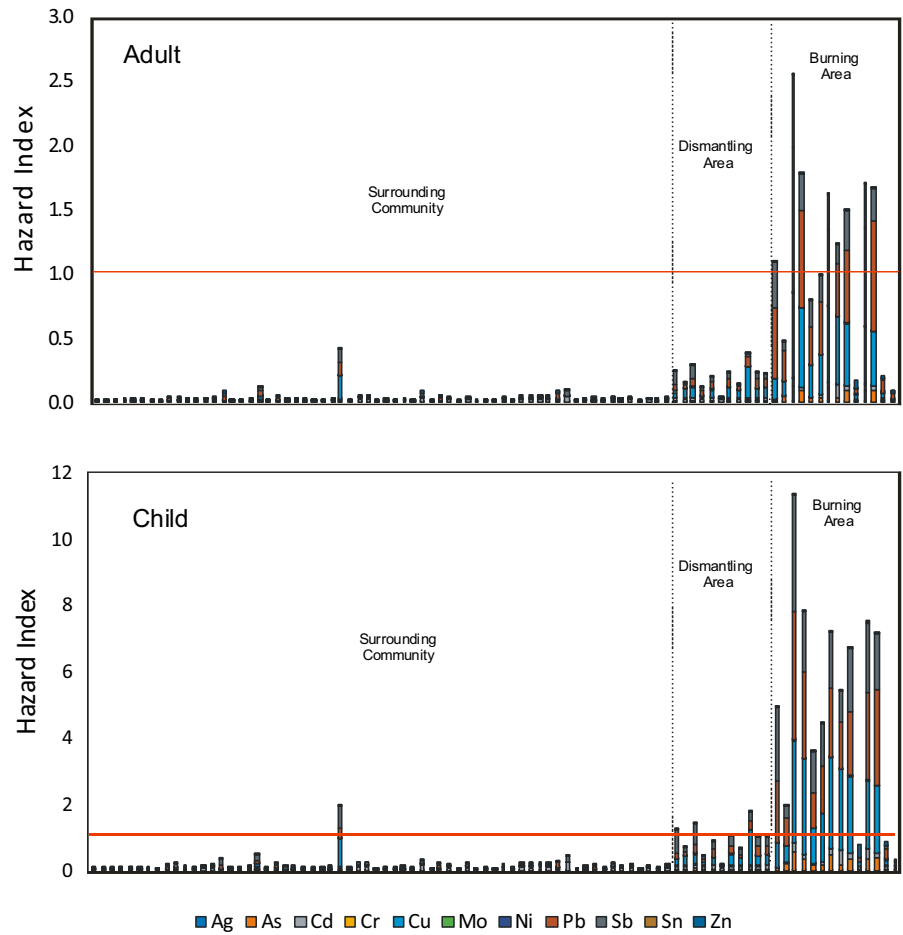 3.0
Adult
Burning
Area
2.5
2.0
Dismantling
Area
Surrounding
Community
1.5
1.0
0.5
0.0
Hazard Index
12
Child
Burning
Area
10
Dismantling
Area
8
Surrounding
Community
6
4
2
0
Hazard Index
Ag As Cd Cr Cu Mo Ni Pb Sb Sn Zn